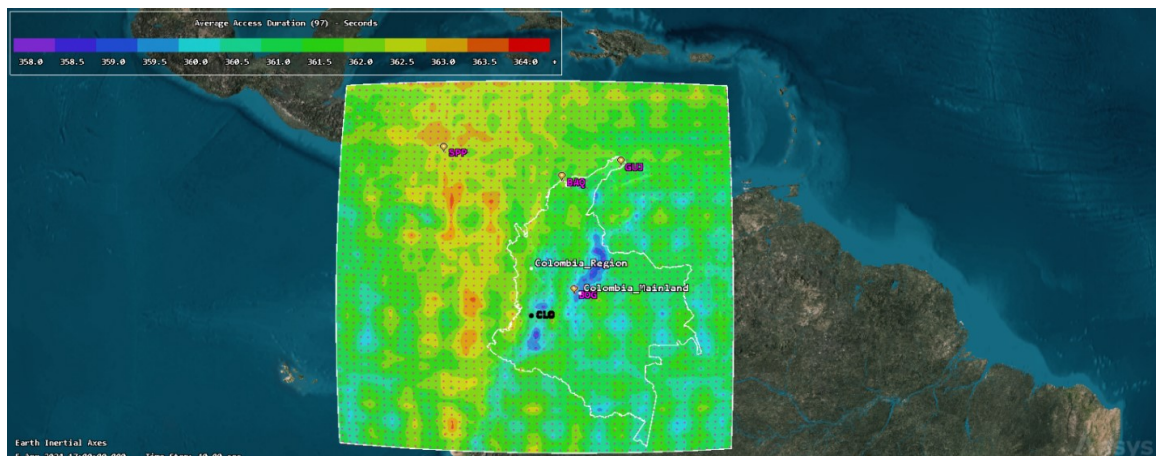 Average Access Duration (97) - Seconds
358.0 358.5 359.0 359.5 360.0 360.5 361.0 361.5 362.0 362.5 363.0 363.5 364.0 +
SPP
GUJ
BAQ
Colombia_Region
Colombia_Mainland
CLO
Earth Inertial Axes